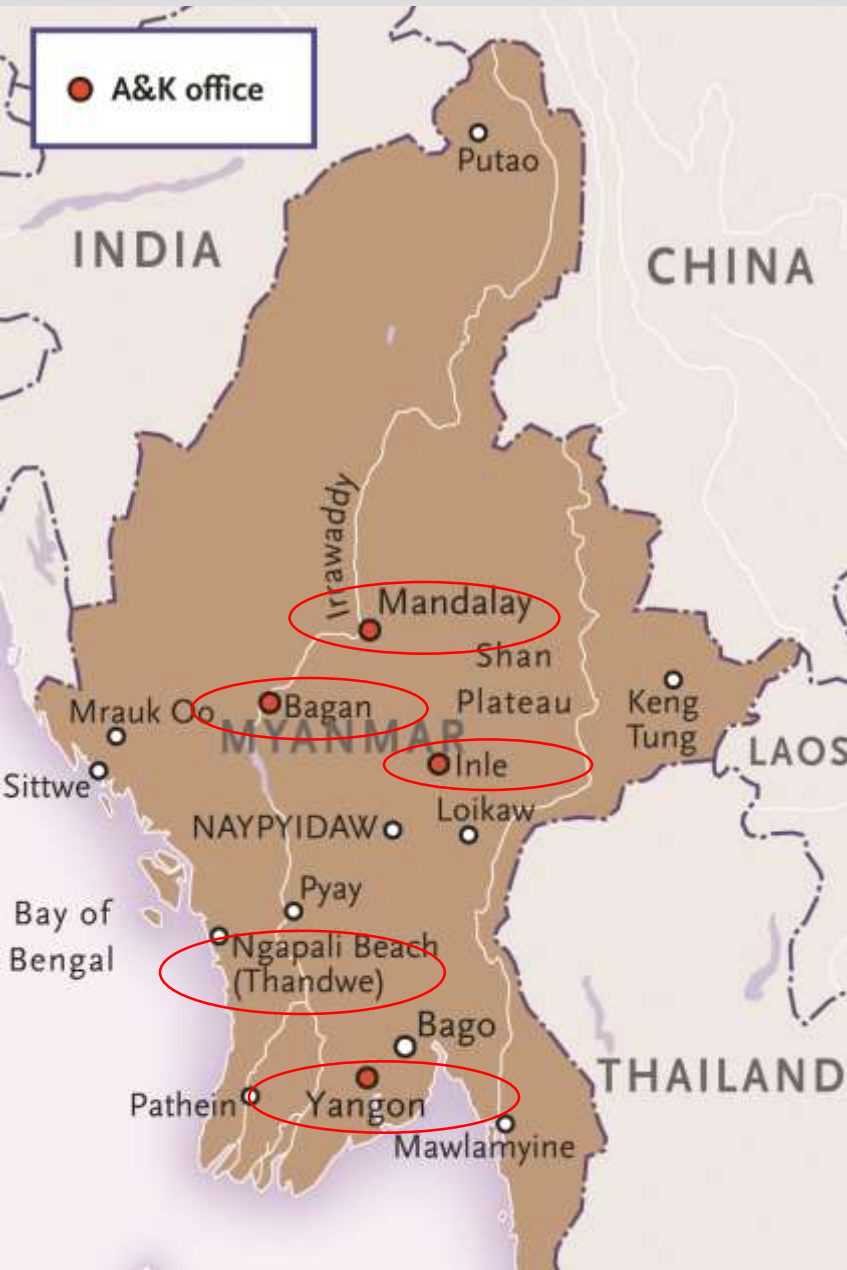 A&K office
Putao
INDIA
CHINA
Irrawaddy
Mandalay
Shan
Plateau
Bagan
Mrauk Oo
Keng
Tung
MYANMAR
LAOS
Inle
Sittwe
Loikaw
NAYPYIDAW
Pyay
Bay of
Bengal
Ngapali Beach
(Thandwe)
Bago
THAILAND
Pathein
Yangon
Mawlamyine